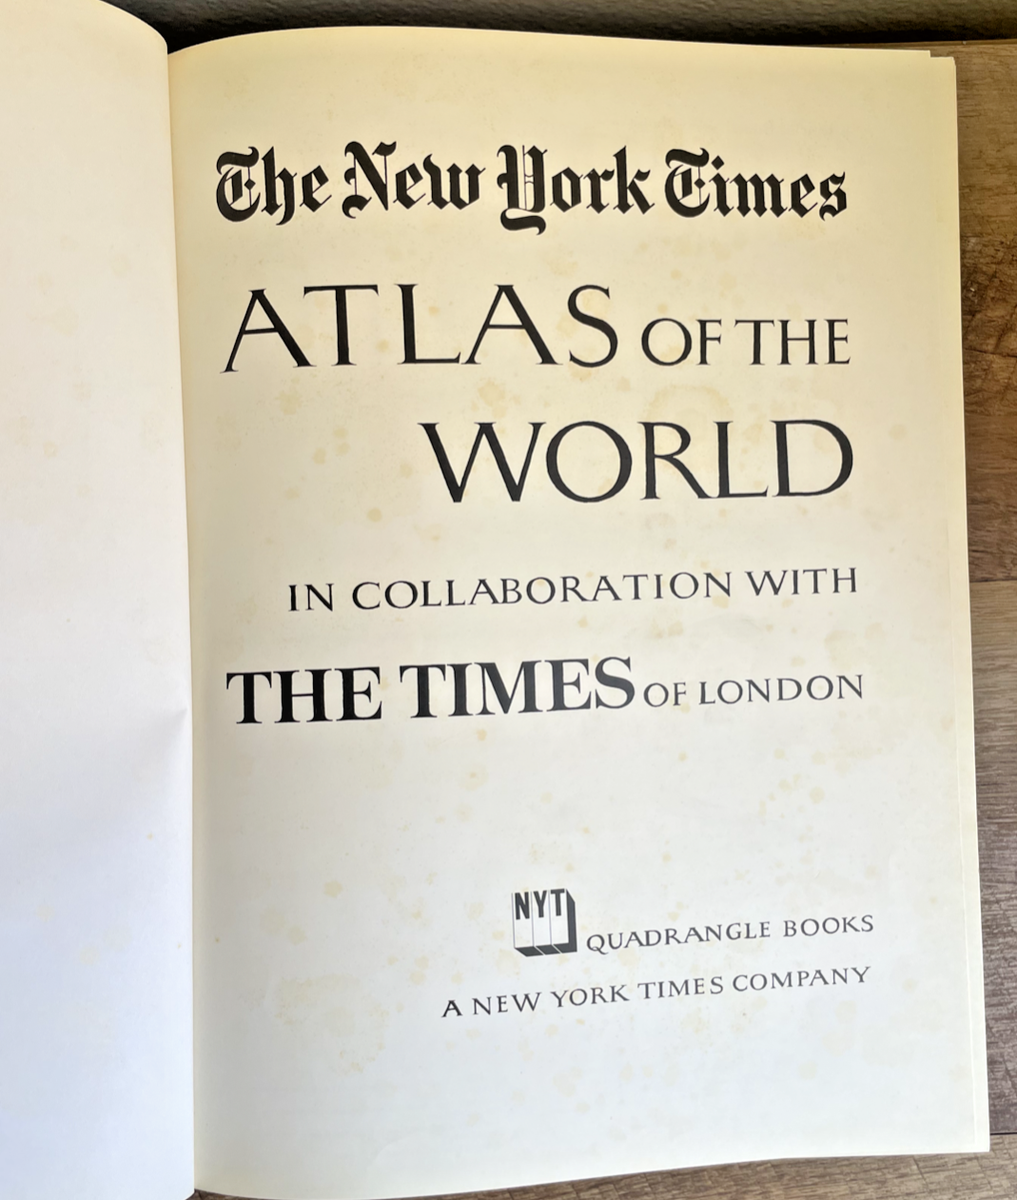 The New York Times
ATLAS OF THE
WORLD
IN COLLABORATION WITH
THE TIMES OF LONDON
NYT QUADRANGLE BOOKS
A NEW YORK TIMES COMPANY